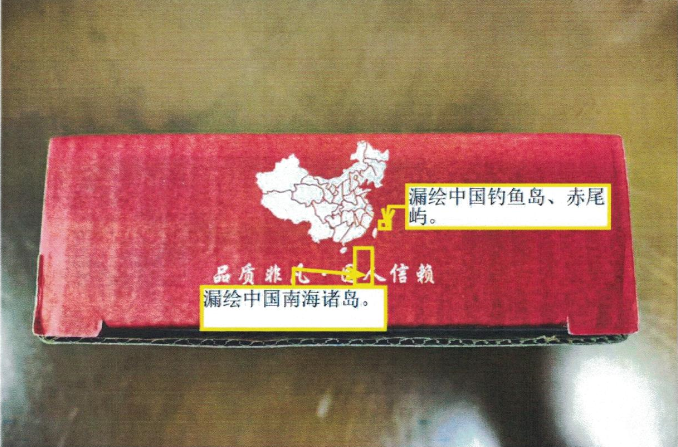 漏绘中国钓鱼岛、赤尾
屿。
品质非凡·国人信赖
漏绘中国南海诸岛。